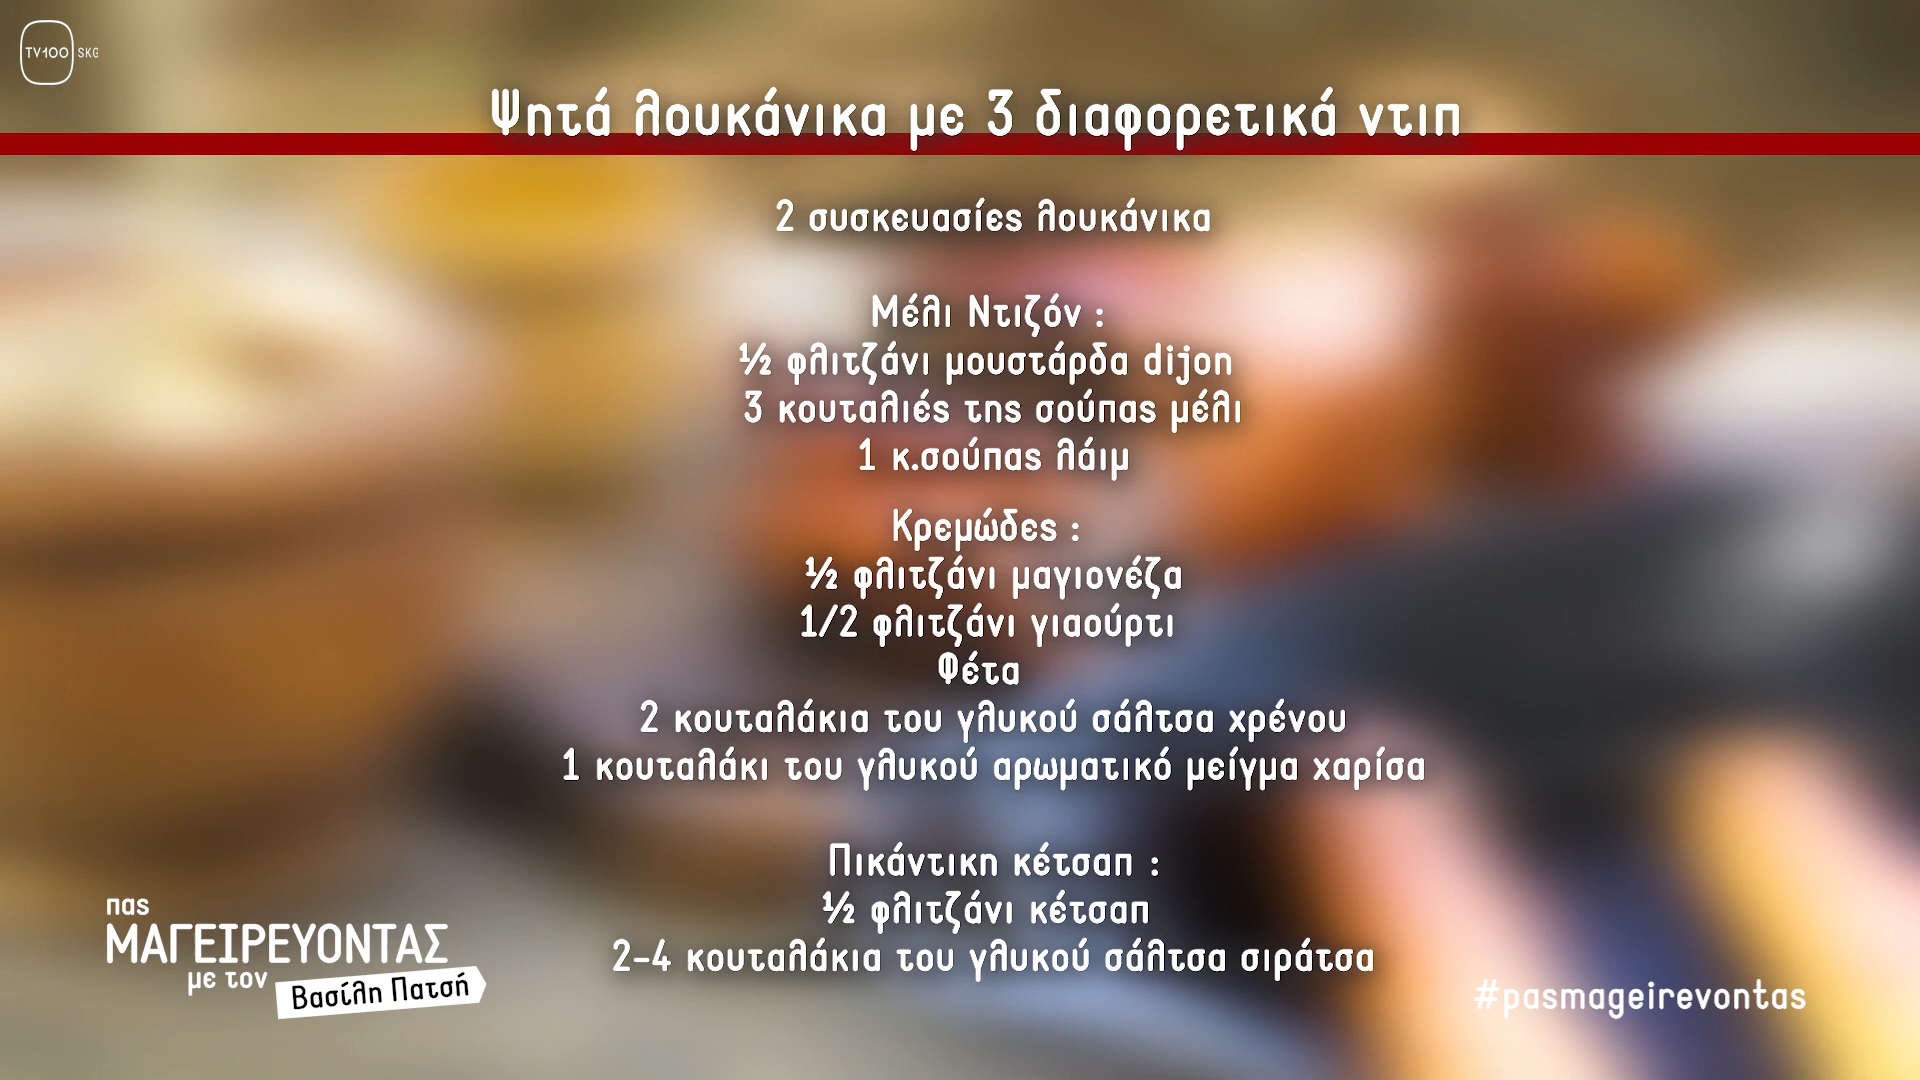 TV100 SKG
Ψητά λουκάνικα με 3 διαφορετικά ντιπ
2 συσκευασίες λουκάνικα
Μέλι Ντιζόν :
½ φλιτζάνι μουστάρδα dijon
3 κουταλιές της σούπας μέλι
1 κ.σούπας λάιμ
Κρεμώδες :
½ φλιτζάνι μαγιονέζα
1/2 φλιτζάνι γιαούρτι
Φέτα
2 κουταλάκια του γλυκού σάλτσα χρένου
1 κουταλάκι του γλυκού αρωματικό μείγμα χαρίσα
Πικάντικη κέτσαπ :
½ φλιτζάνι κέτσαπ
2-4 κουταλάκια του γλυκού σάλτσα σιράτσα
πας
ΜΑΓΕΙΡΕΥΟΝΤΑΣ
με τον
Βασίλη Πατσή
#pasmageirevontas